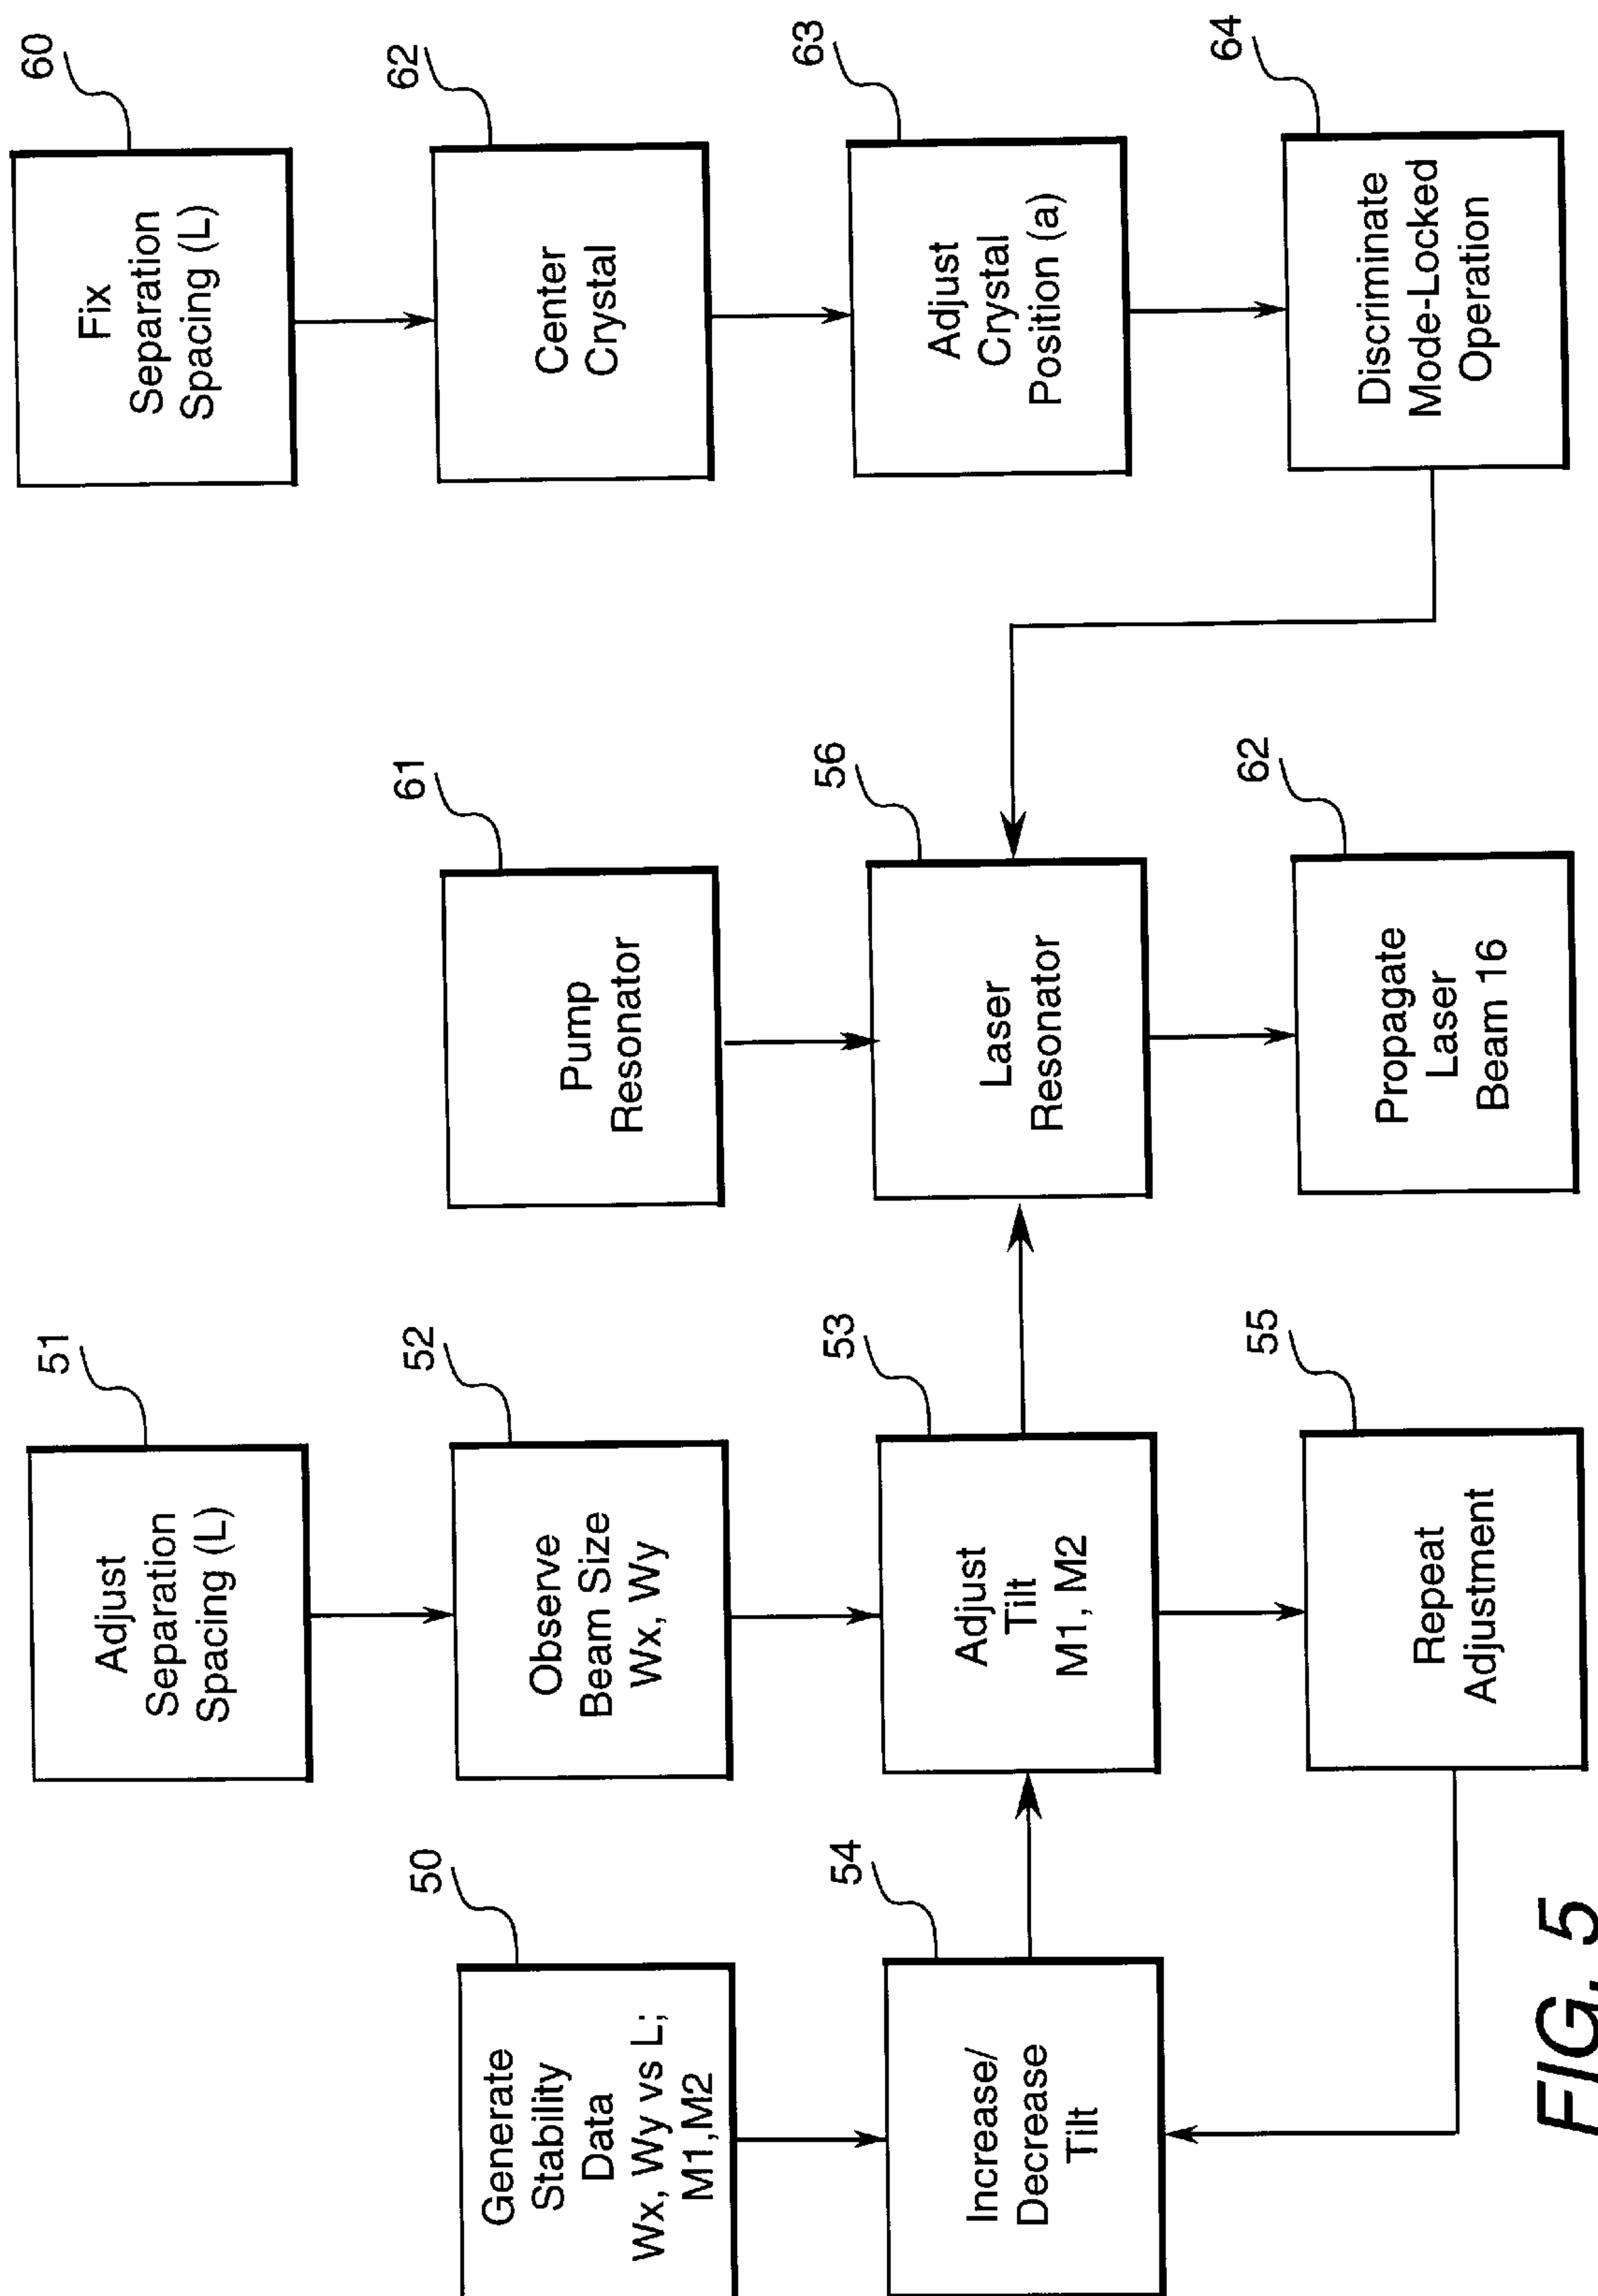 50
Generate
Stability
Data
Wx, Wy vs L;
M1,M2
54
Increase/
Decrease
Tilt
51
Adjust
Separation
Spacing (L)
52
Observe
Beam Size
Wx, Wy
53
Adjust
Tilt
M1, M2
55
Repeat
Adjustment
61
Pump
Resonator
56
Laser
Resonator
62
Propagate
Laser
Beam 16
60
Fix
Separation
Spacing (L)
62
Center
Crystal
63
Adjust
Crystal
Position (a)
64
Discriminate
Mode-Locked
Operation
FIG. 5